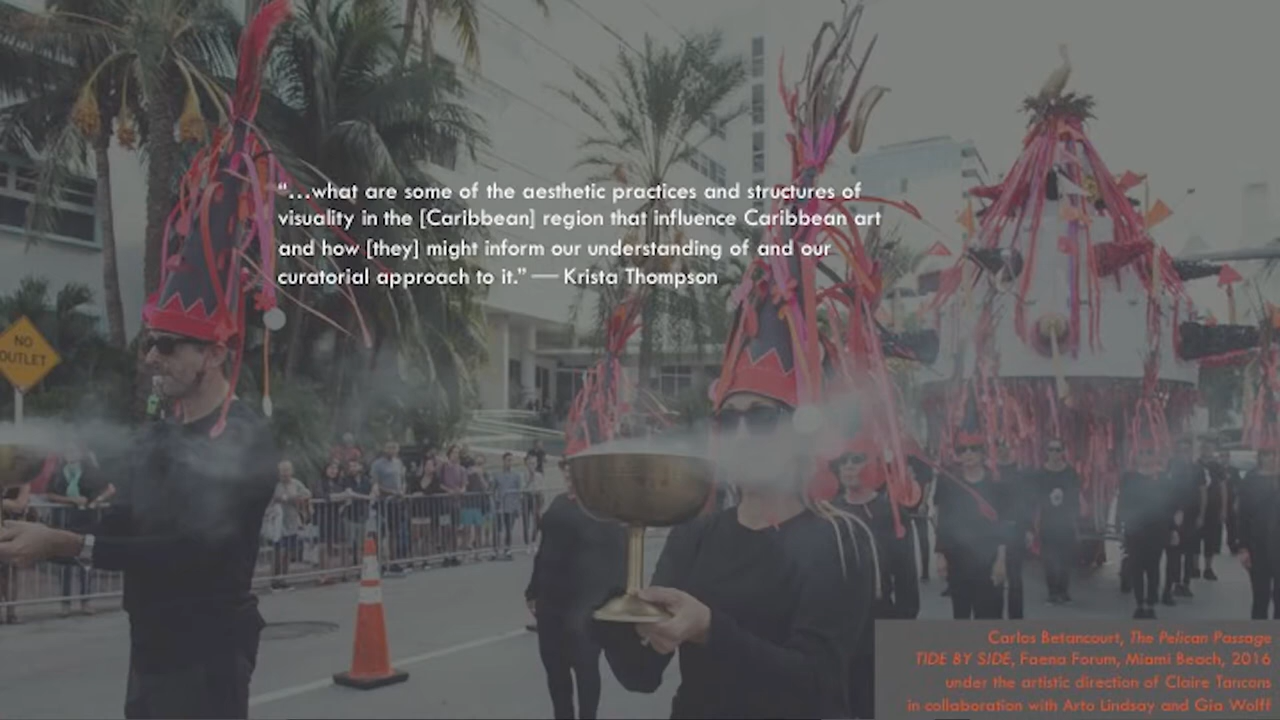 NO
OUTLET
“…what are some of the aesthetic practices and structures of
visuality in the [Caribbean] region that influence Caribbean art
and how [they] might inform our understanding of and our
curatorial approach to it.” — Krista Thompson
Carlos Betancourt, The Pelican Passage
TIDE BY SIDE, Faena Forum, Miami Beach, 2016
under the artistic direction of Claire Tancons
in collaboration with Arto Lindsay and Gia Wolff